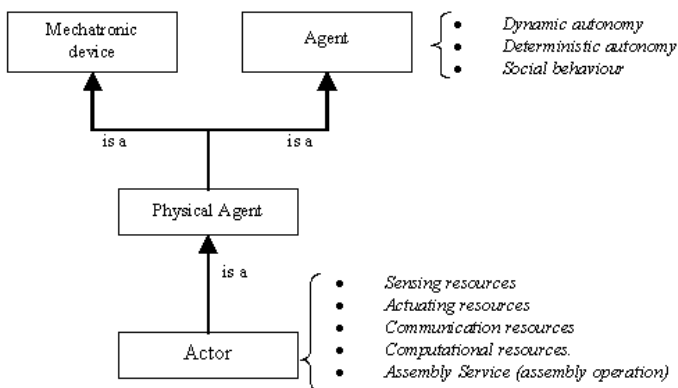 Mechatronic
device
Agent
• Dynamic autonomy
• Deterministic autonomy
• Social behaviour
is a
is a
Physical Agent
is a
Actor
• Sensing resources
• Actuating resources
• Communication resources
• Computational resources.
• Assembly Service (assembly operation)